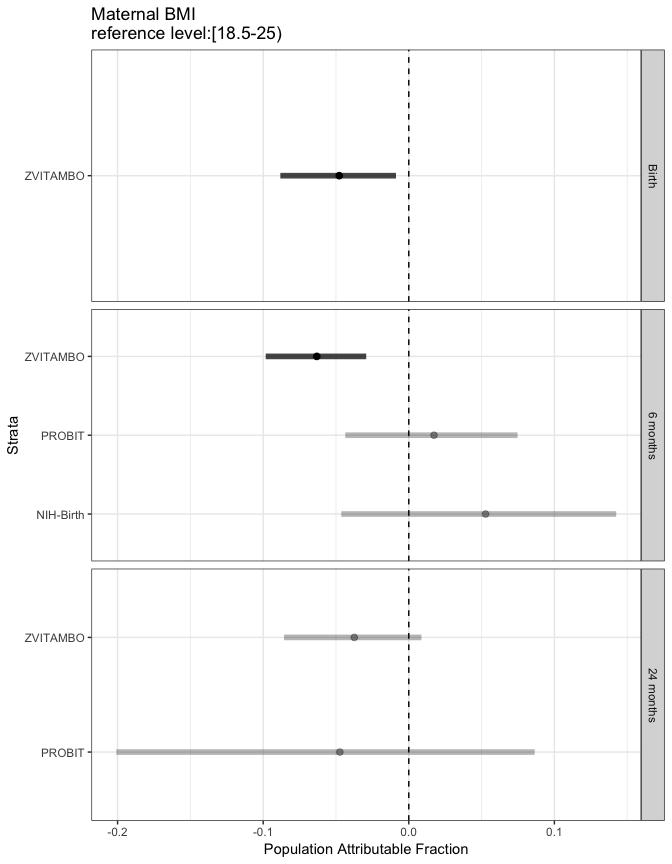 Maternal BMI
reference level:[18.5-25)
ZVITAMBO
Birth
ZVITAMBO
PROBIT
NIH-Birth
6 months
Strata
ZVITAMBO
PROBIT
24 months
-0.2 -0.1 0.0 0.1
Population Attributable Fraction